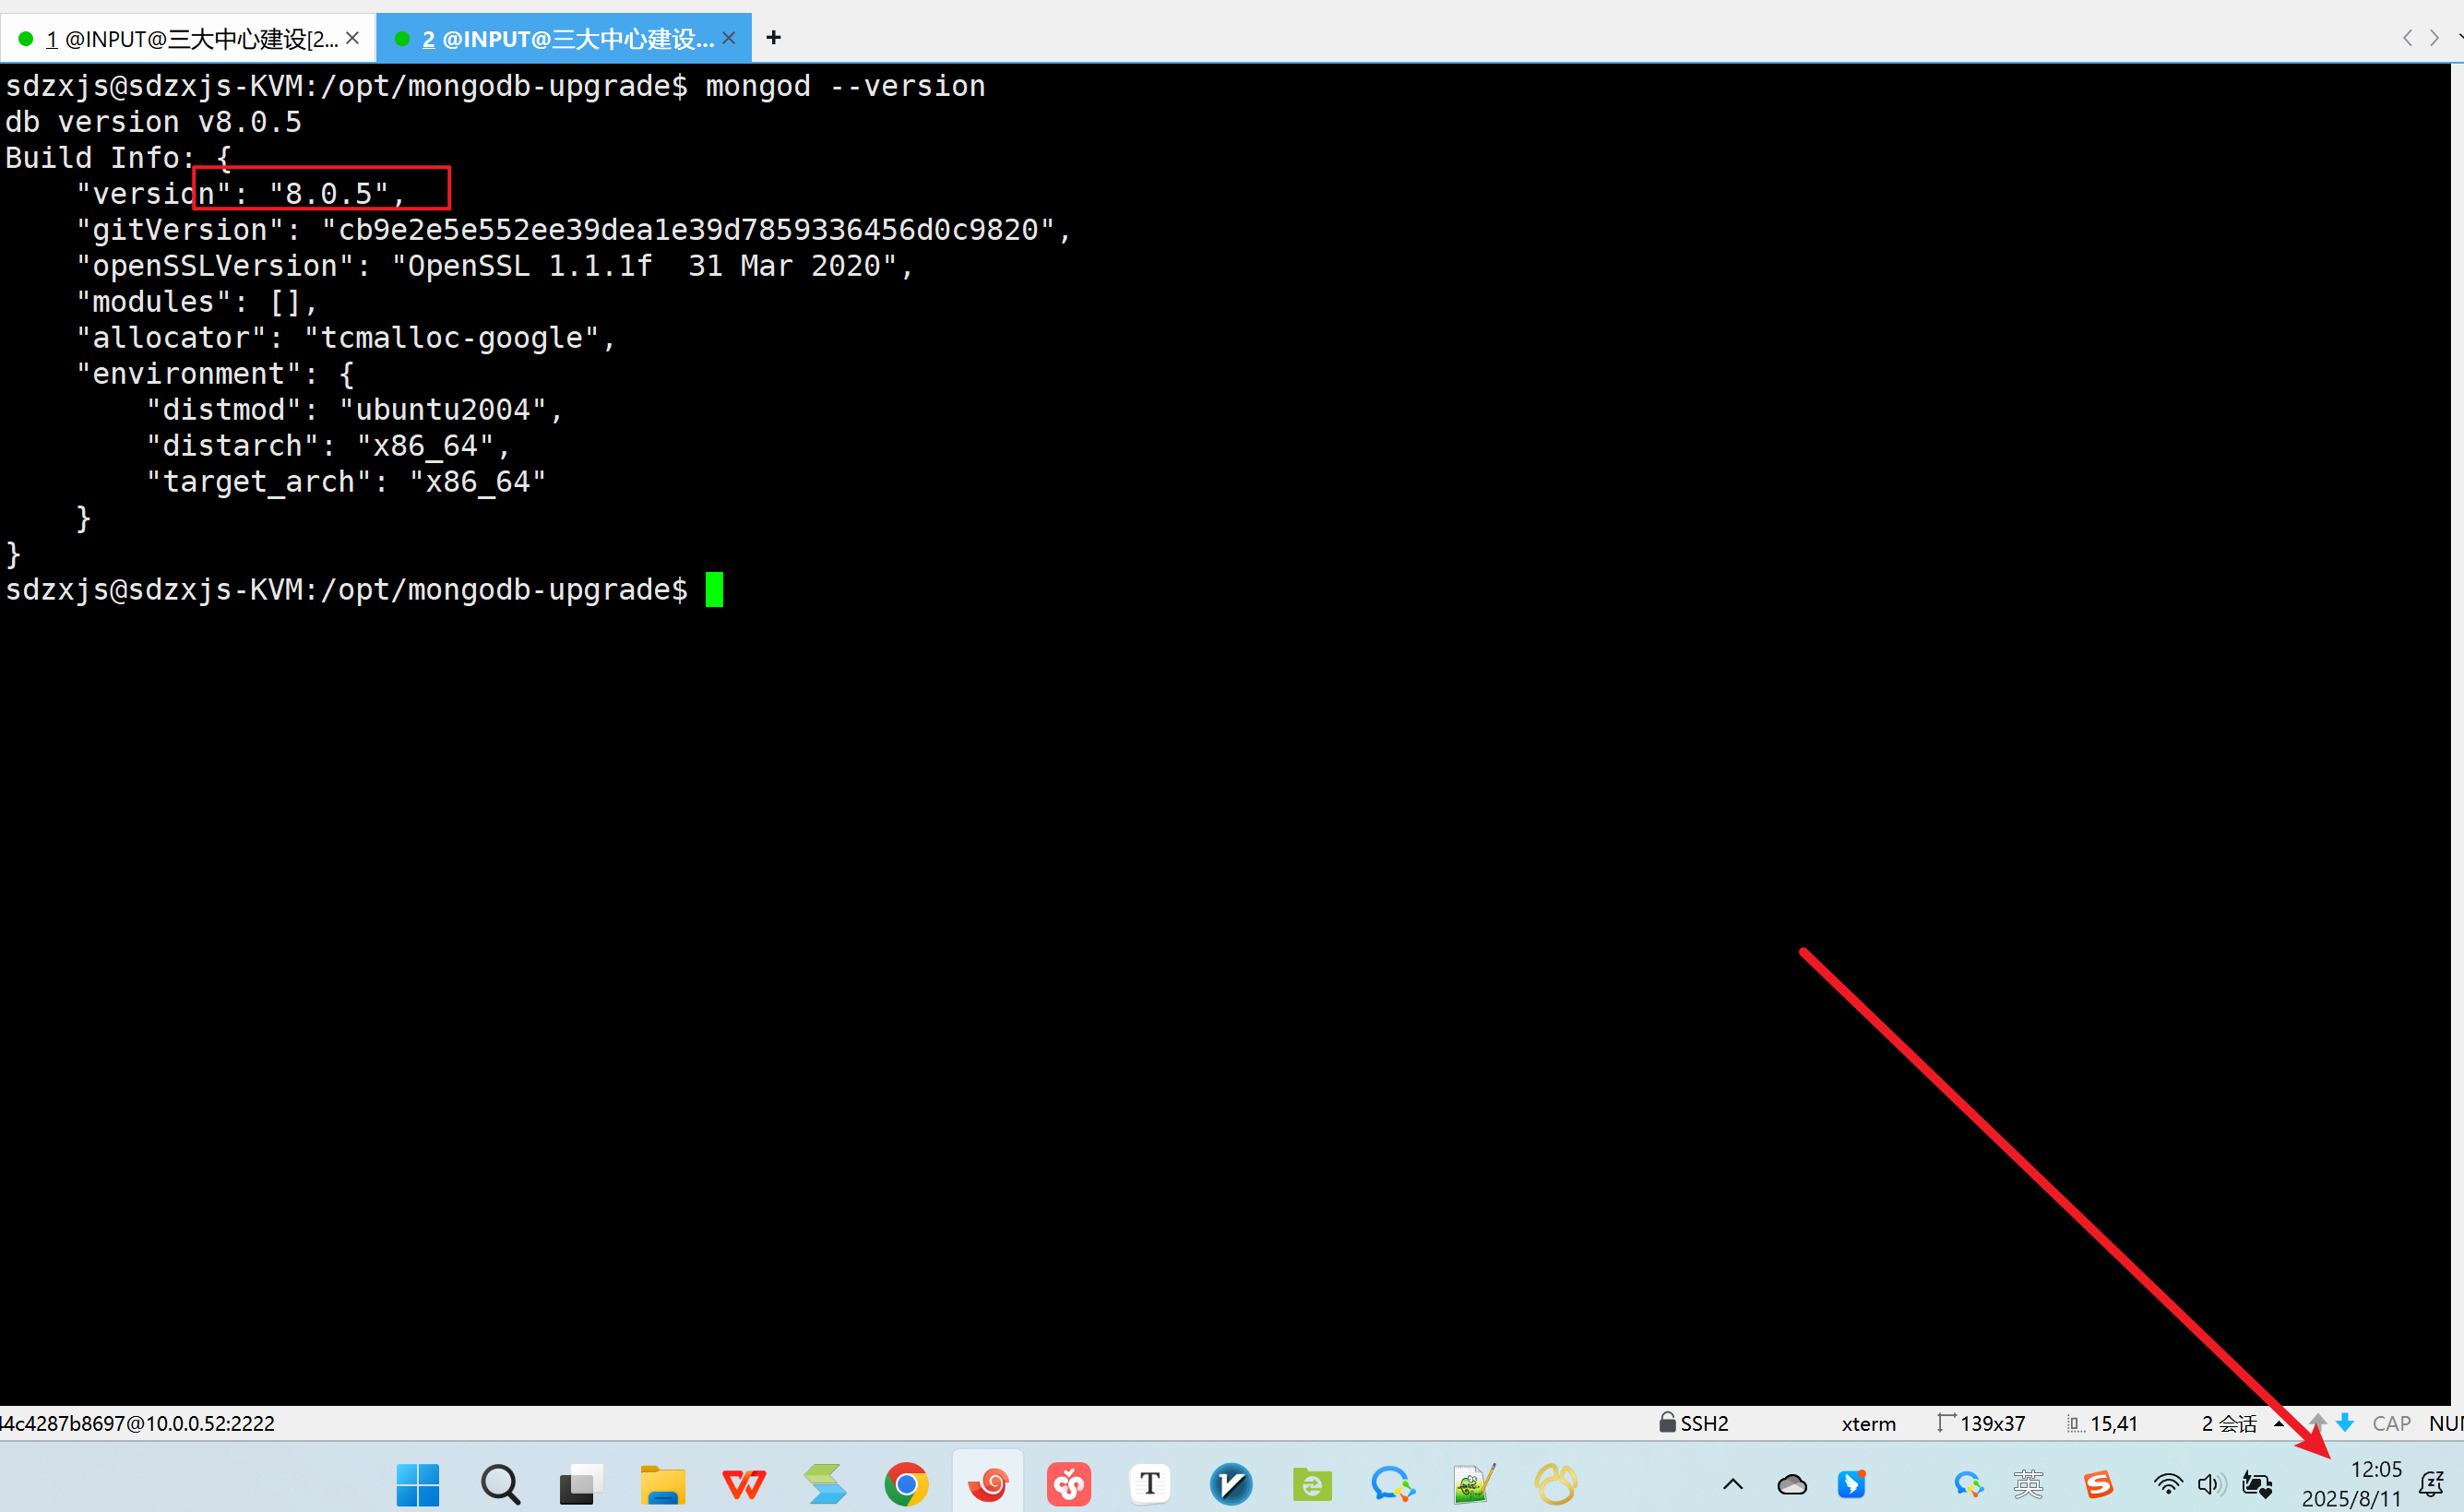 1 @INPUT@三大中心建设[2...
2 @INPUT@三大中心建设...
sdzxjs@sdzxjs-KVM:/opt/mongodb-upgrade$ mongod --version
db version v8.0.5
Build Info: {
    "version": "8.0.5",
    "gitVersion": "cb9e2e5e552ee39dea1e39d7859336456d0c9820",
    "openSSLVersion": "OpenSSL 1.1.1f  31 Mar 2020",
    "modules": [],
    "allocator": "tcmalloc-google",
    "environment": {
        "distmod": "ubuntu2004",
        "distarch": "x86_64",
        "target_arch": "x86_64"
    }
}
sdzxjs@sdzxjs-KVM:/opt/mongodb-upgrade$
44c4287b8697@10.0.0.52:2222 SSH2 xterm 139x37 15,41 2 会话 CAP NUM
英
12:05
2025/8/11